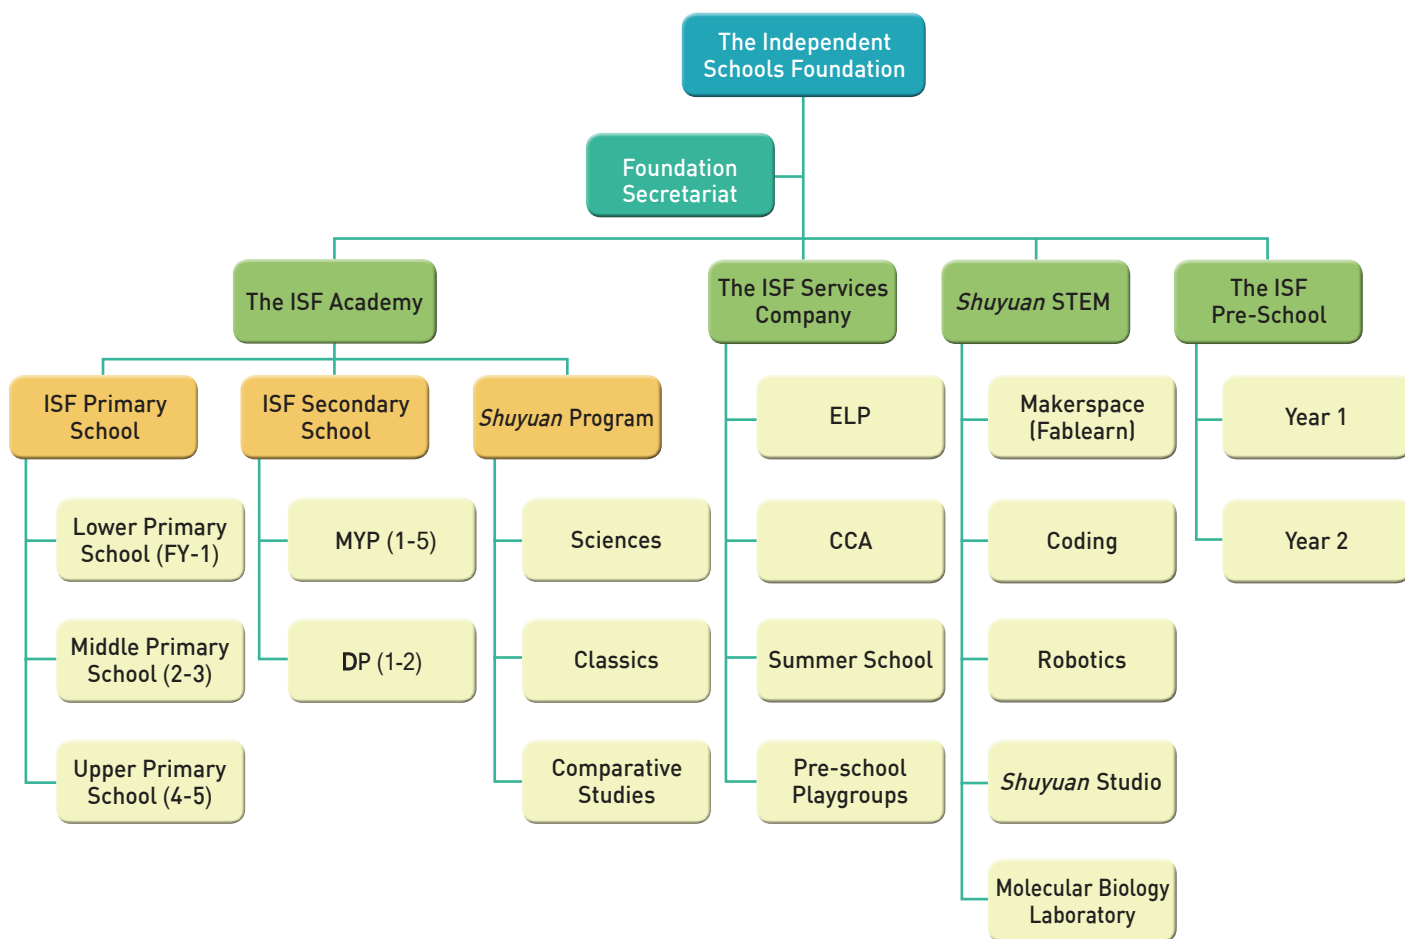 The Independent
Schools Foundation
Foundation
Secretariat
The ISF Academy
The ISF Services
Company
Shuyuan STEM
The ISF
Pre-School
ISF Primary
School
ISF Secondary
School
Shuyuan Program
Lower Primary
School (FY-1)
Middle Primary
School (2-3)
Upper Primary
School (4-5)
MYP (1-5)
DP (1-2)
Sciences
Classics
Comparative
Studies
ELP
CCA
Summer School
Pre-school
Playgroups
Makerspace
(Fablearn)
Coding
Robotics
Shuyuan Studio
Molecular Biology
Laboratory
Year 1
Year 2